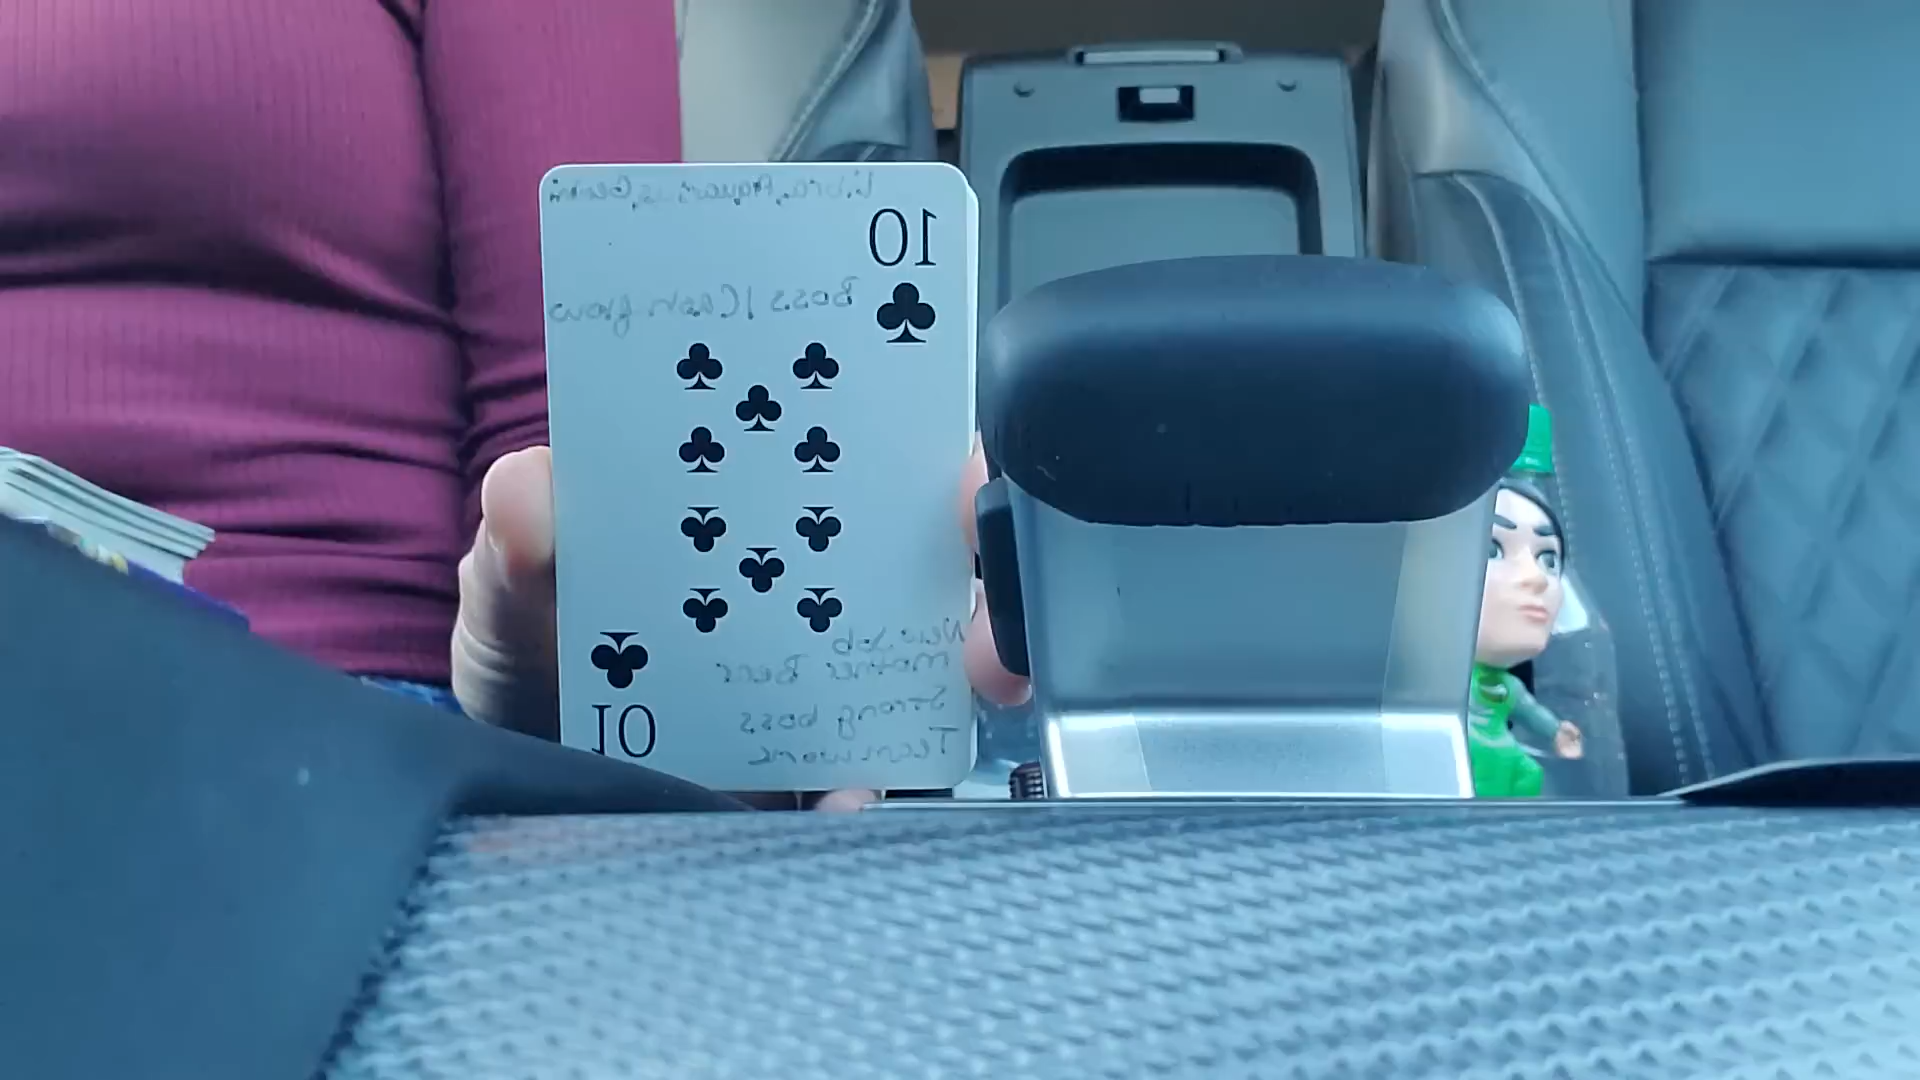 Libra, Aquarius, Gemini
10
Boss / Cash flow
New Job
Mother Bear
Strong boss
Teamwork
10